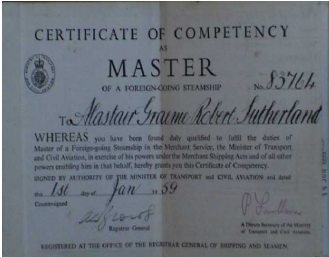 CERTIFICATE OF COMPETENCY
AS
MASTER
OF A FOREIGN-GOING STEAMSHIP
No. 83764
To Alastair Graeme Robert Sutherland
WHEREAS you have been found duly qualified to fulfil the duties
of Master of a Foreign-going Steamship in the Merchant Service, the Minister of Transport
and Civil Aviation, in exercise of his powers under the Merchant Shipping Acts and of all other
powers enabling him in that behalf, hereby grants you this Certificate of Competency.
SIGNED BY AUTHORITY OF THE MINISTER OF TRANSPORT AND CIVIL AVIATION and dated
this 1st day of Jan 19 59
Countersigned
Registrar General
Secretary of the Ministry
of Transport and Civil Aviation.
REGISTERED AT THE OFFICE OF THE REGISTRAR GENERAL OF SHIPPING AND SEAMEN.